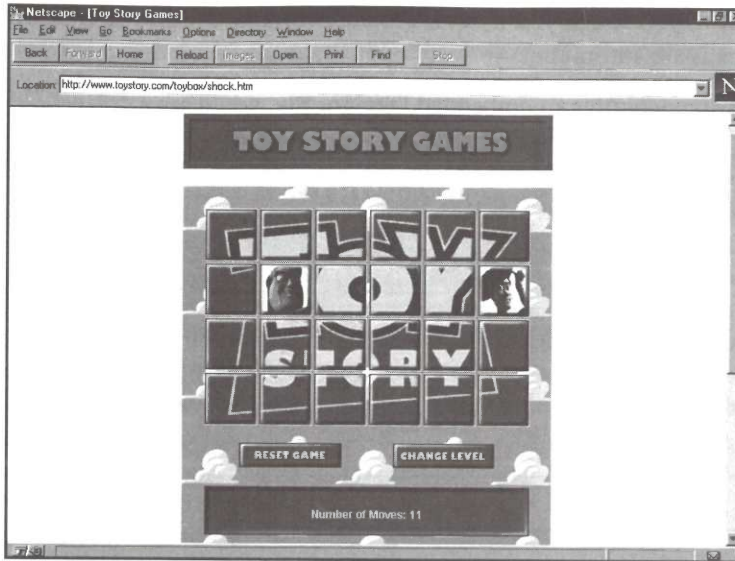 Netscape - [Toy Story Games]
File Edit View Go Bookmarks Options Directory Window Help
Back Forward Home Reload Images Open Print Find Stop
Location: http://www.toystory.com/toybox/shock.htm
N
TOY STORY GAMES
TOY
STORY
RESET GAME
CHANGE LEVEL
Number of Moves: 11